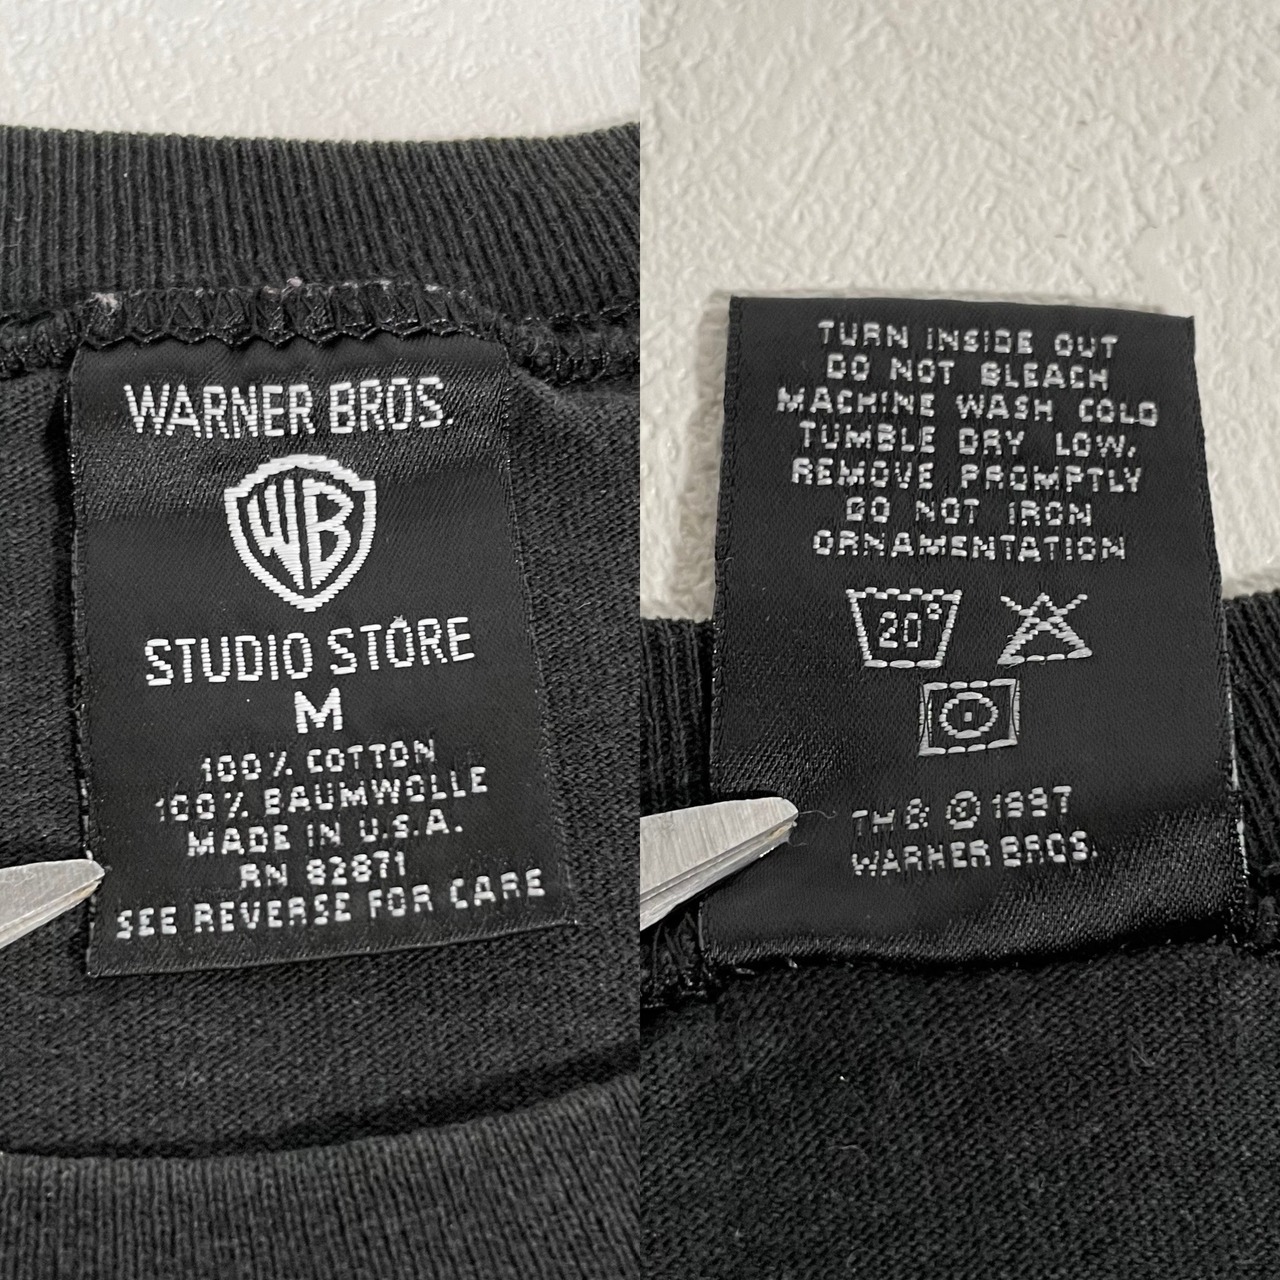 WARNER BROS.
WB
STUDIO STORE
M
100% COTTON
100% BAUMWOLLE
MADE IN U.S.A.
RN 82871
SEE REVERSE FOR CARE
TURN INSIDE OUT
DO NOT BLEACH
MACHINE WASH COLD
TUMBLE DRY LOW,
REMOVE PROMPTLY
DO NOT IRON
ORNAMENTATION
20°
TM & © 1997
WARNER BROS.